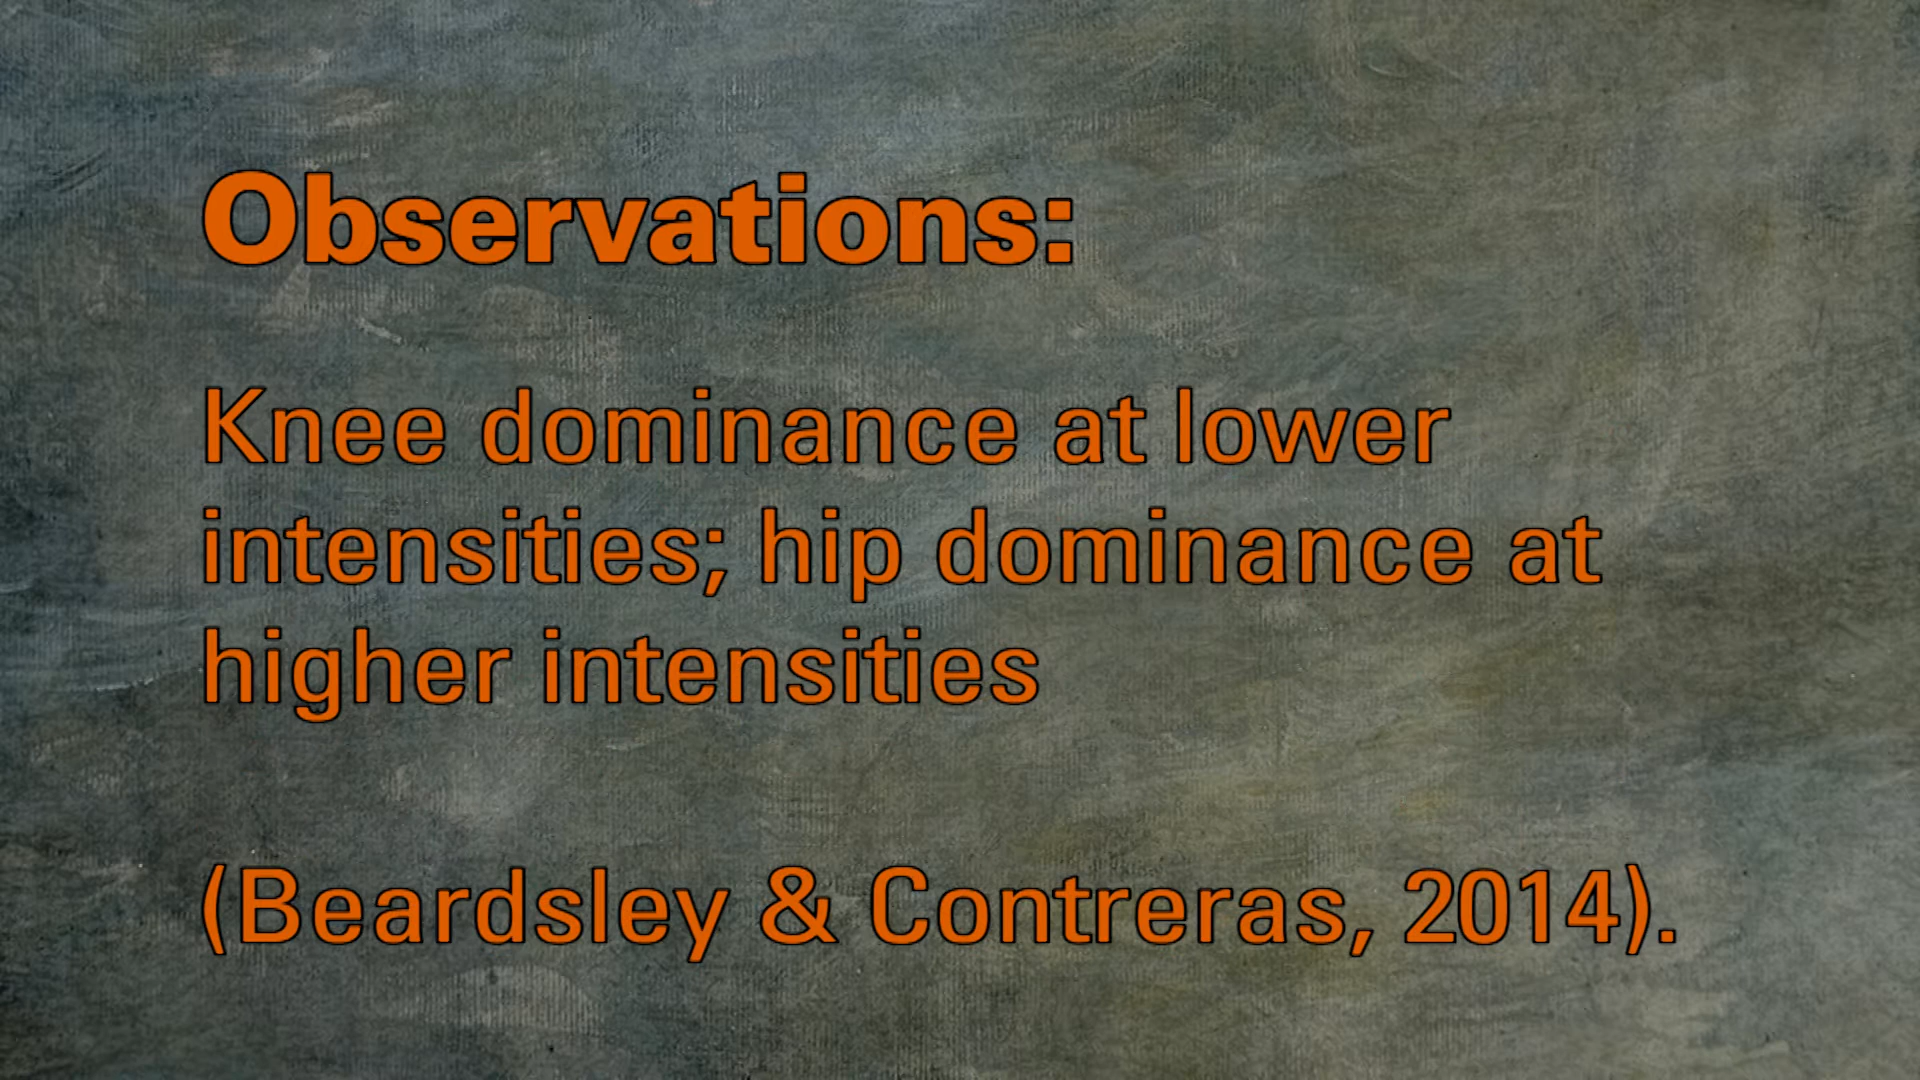 Observations:
Knee dominance at lower
intensities; hip dominance at
higher intensities
(Beardsley & Contreras, 2014).